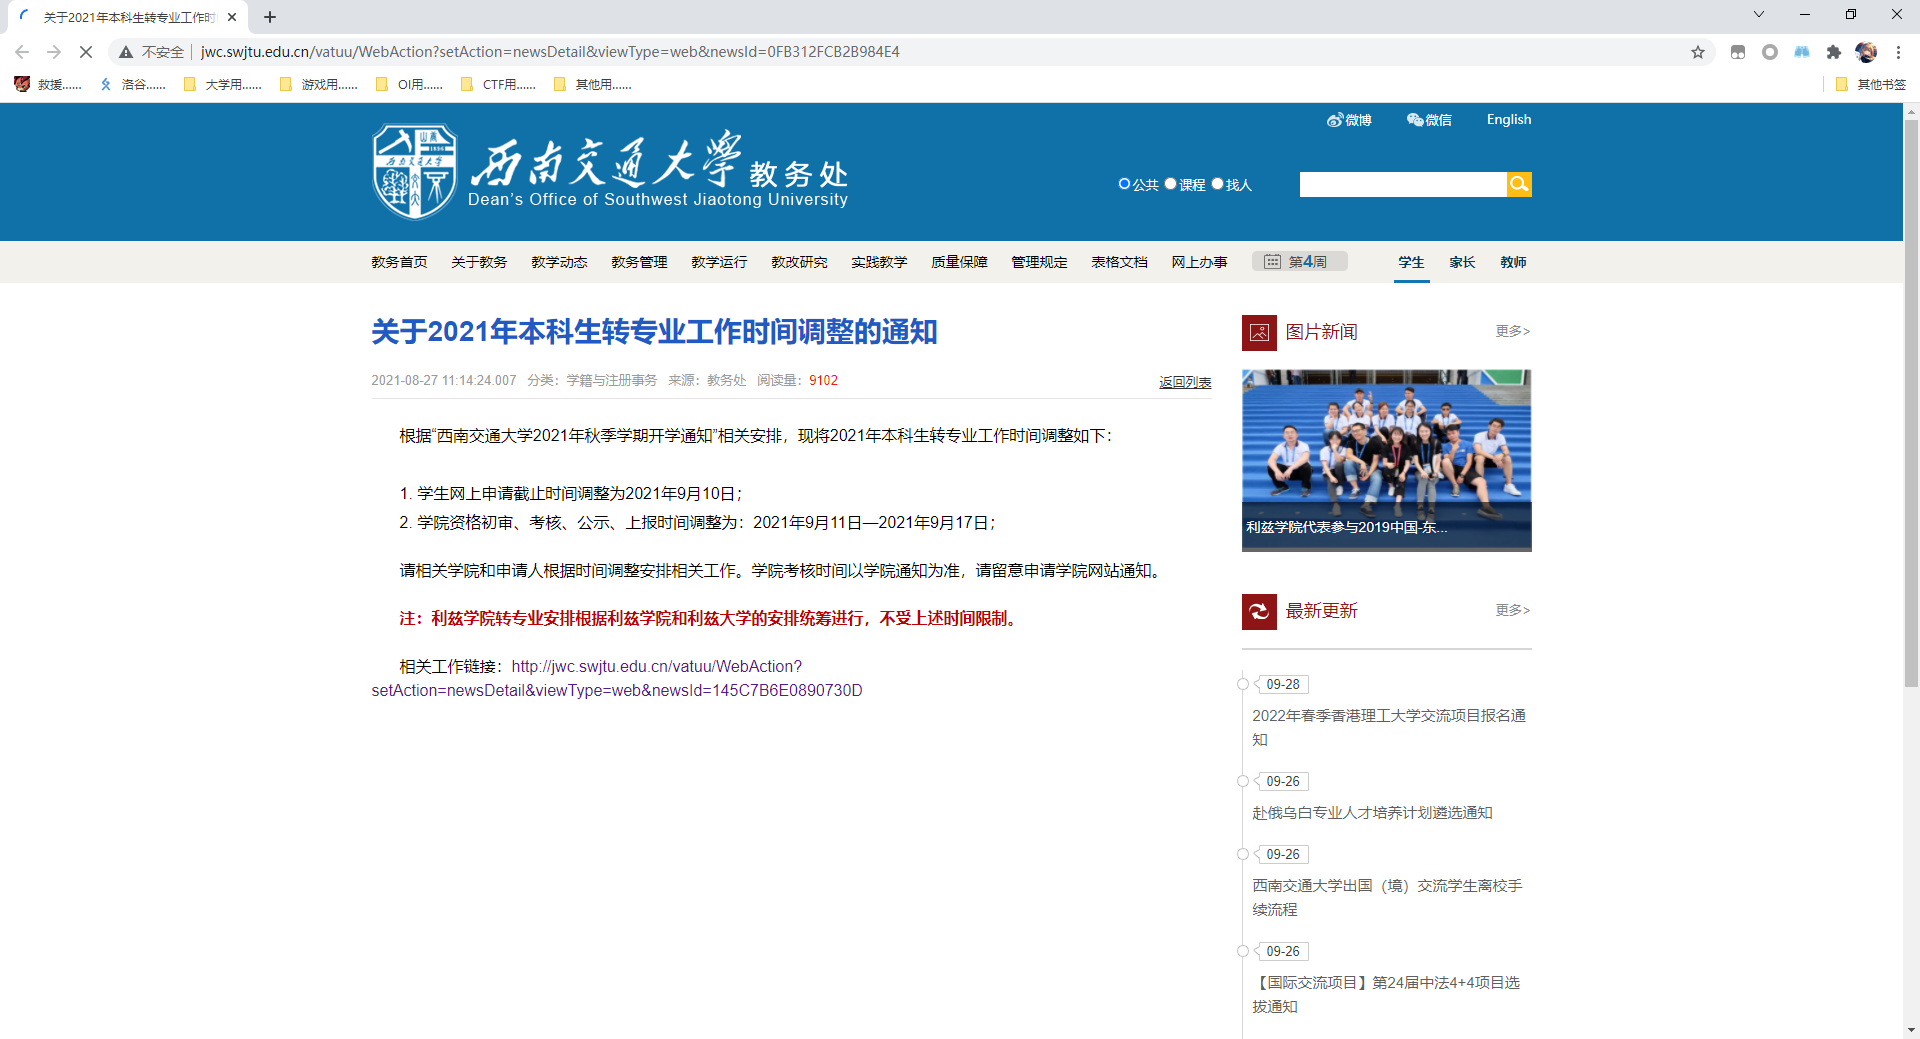 关于2021年本科生转专业工作时
不安全 jwc.swjtu.edu.cn/vatuu/WebAction?setAction=newsDetail&viewType=web&newsId=0FB312FCB2B984E4
救援...... 洛谷...... 大学用...... 游戏用...... OI用...... CTF用...... 其他用...... 其他书签
微博 微信 English
西南交通大学 教务处
Dean's Office of Southwest Jiaotong University
公共 课程 找人
教务首页 关于教务 教学动态 教务管理 教学运行 教改研究 实践教学 质量保障 管理规定 表格文档 网上办事 第4周 学生 家长 教师
关于2021年本科生转专业工作时间调整的通知
2021-08-27 11:14:24.007 分类：学籍与注册事务 来源：教务处 阅读量：9102 返回列表
根据“西南交通大学2021年秋季学期开学通知”相关安排，现将2021年本科生转专业工作时间调整如下：
1. 学生网上申请截止时间调整为2021年9月10日；
2. 学院资格初审、考核、公示、上报时间调整为：2021年9月11日—2021年9月17日；
请相关学院和申请人根据时间调整安排相关工作。学院考核时间以学院通知为准，请留意申请学院网站通知。
注：利兹学院转专业安排根据利兹学院和利兹大学的安排统筹进行，不受上述时间限制。
相关工作链接：http://jwc.swjtu.edu.cn/vatuu/WebAction?
setAction=newsDetail&viewType=web&newsId=145C7B6E0890730D
图片新闻 更多>
利兹学院代表参与2019中国-东...
最新更新 更多>
09-28
2022年春季香港理工大学交流项目报名通
知
09-26
赴俄乌白专业人才培养计划遴选通知
09-26
西南交通大学出国（境）交流学生离校手
续流程
09-26
【国际交流项目】第24届中法4+4项目选
拔通知